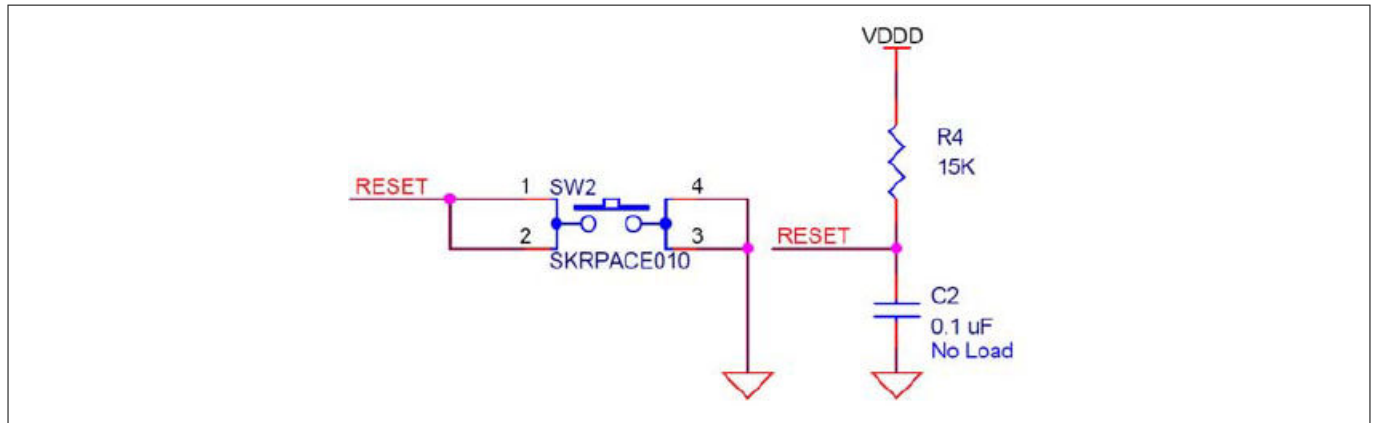 VDDD
R4
15K
RESET
1
SW2
4
2
3
SKRPACE010
RESET
C2
0.1 uF
No Load